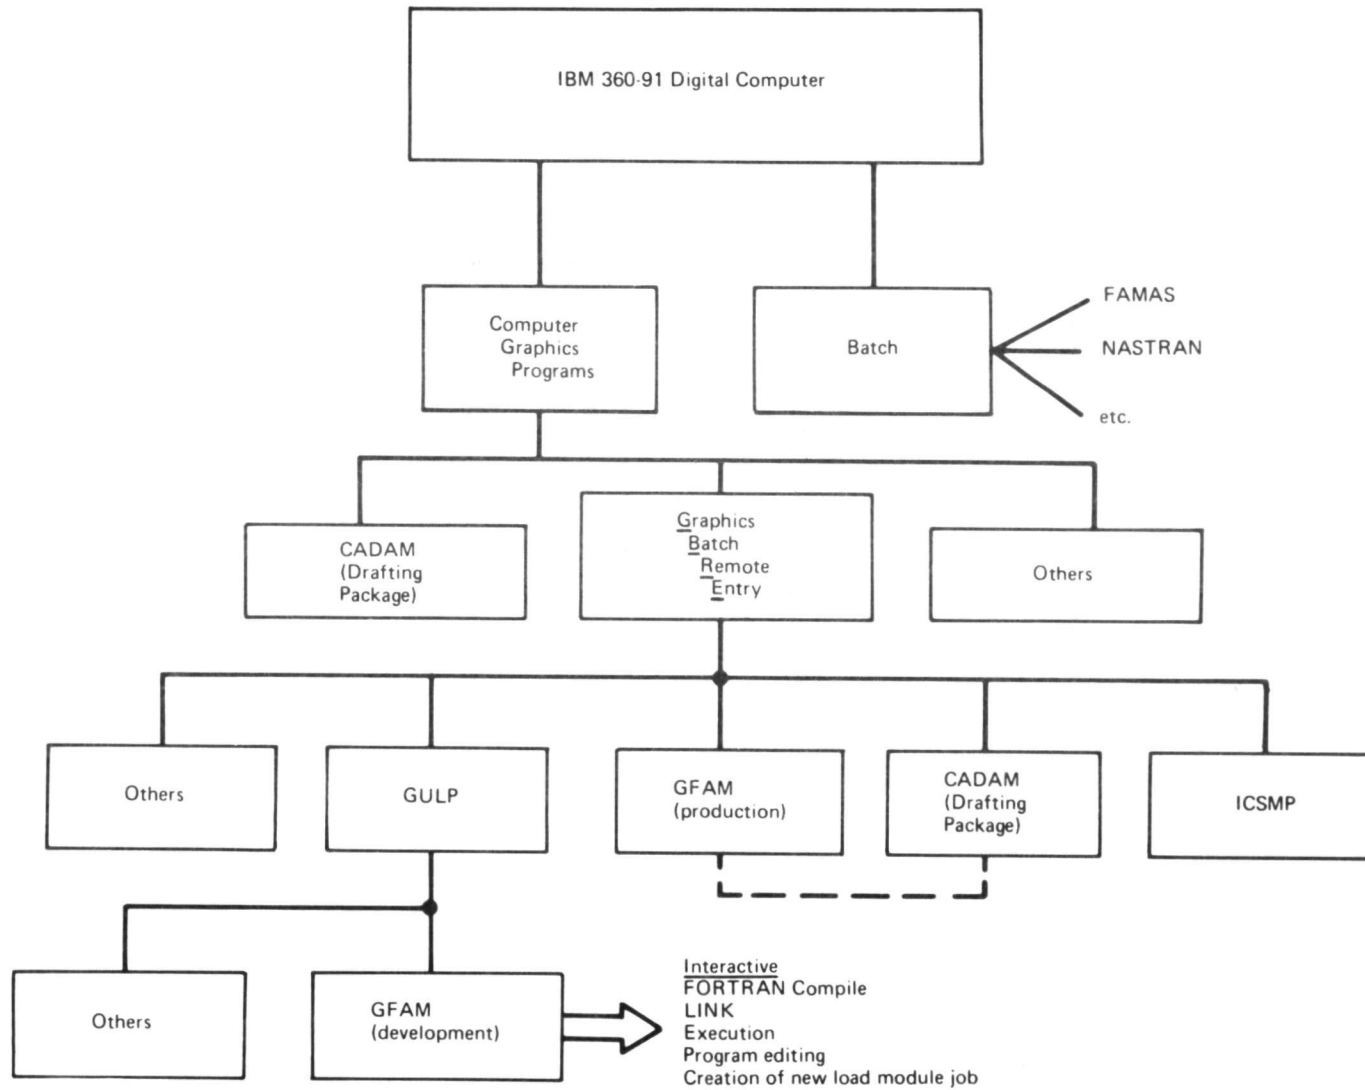 IBM 360-91 Digital Computer
Computer
Graphics
Programs
Batch
FAMAS
NASTRAN
etc.
CADAM
(Drafting
Package)
Graphics
Batch
Remote
Entry
Others
Others
GULP
GFAM
(production)
CADAM
(Drafting
Package)
ICSMP
Others
GFAM
(development)
Interactive
FORTRAN Compile
LINK
Execution
Program editing
Creation of new load module job